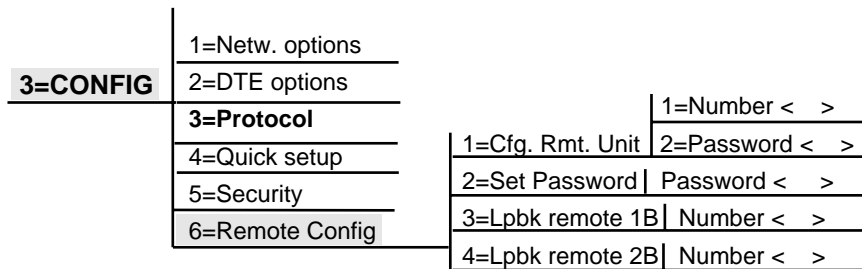 1=Netw. options
3=CONFIG 2=DTE options
3=Protocol 1=Number < >
4=Quick setup 1=Cfg. Rmt. Unit 2=Password < >
5=Security 2=Set Password Password < >
6=Remote Config 3=Lpbk remote 1B Number < >
4=Lpbk remote 2B Number < >